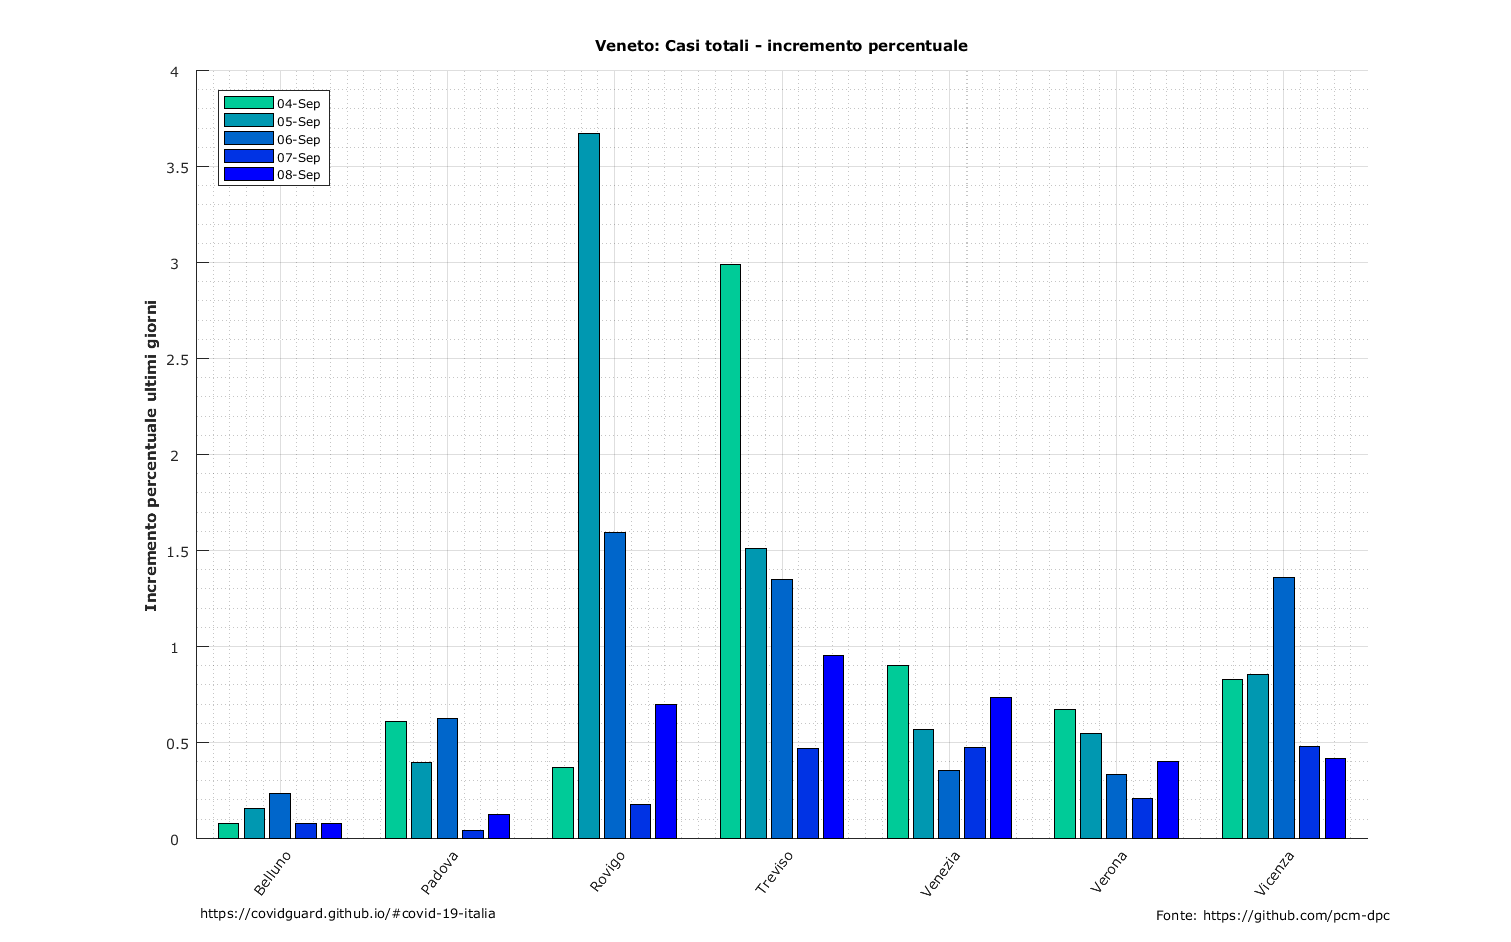 Veneto: Casi totali - incremento percentuale
4
3.5
3
2.5
2
1.5
1
0.5
0
Incremento percentuale ultimi giorni
04-Sep
05-Sep
06-Sep
07-Sep
08-Sep
Belluno
Padova
Rovigo
Treviso
Venezia
Verona
Vicenza
https://covidguard.github.io/#covid-19-italia
Fonte: https://github.com/pcm-dpc